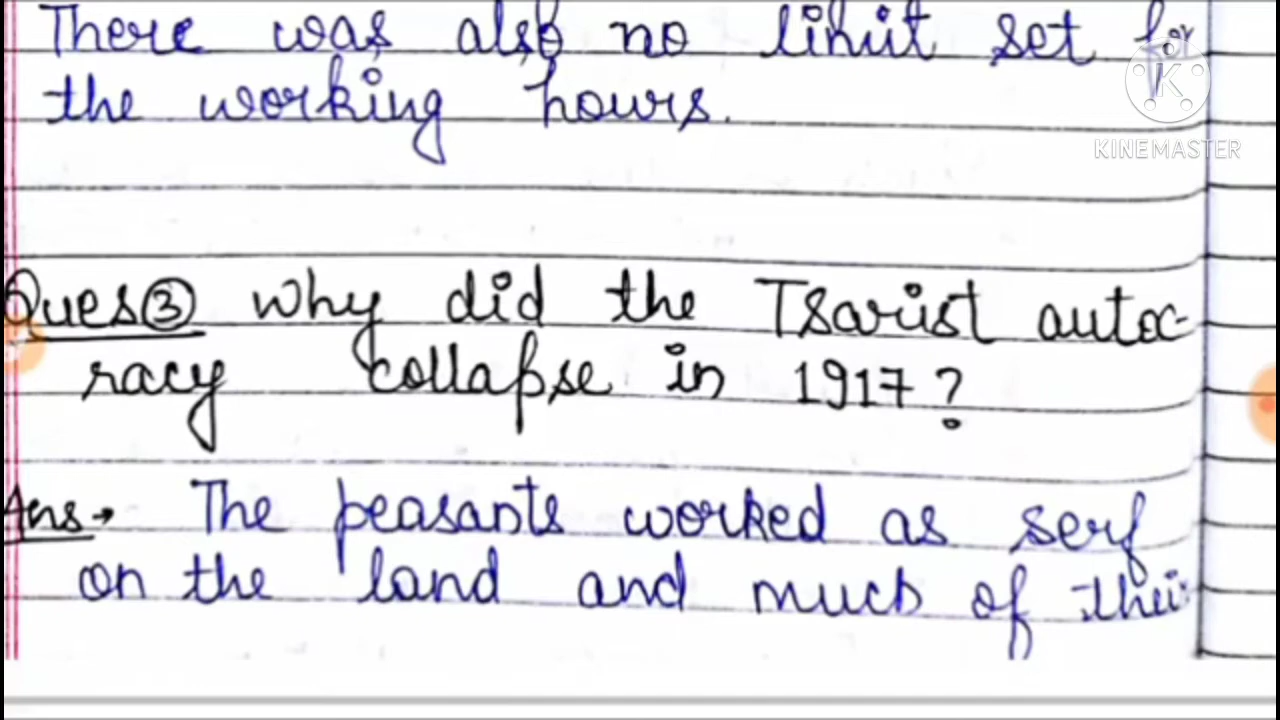 There was also no limit set for
the working hours.
KINEMASTER
Ques③ Why did the Tsarist autoc-
racy collapse in 1917?
Ans→ The peasants worked as serf
on the land and much of their